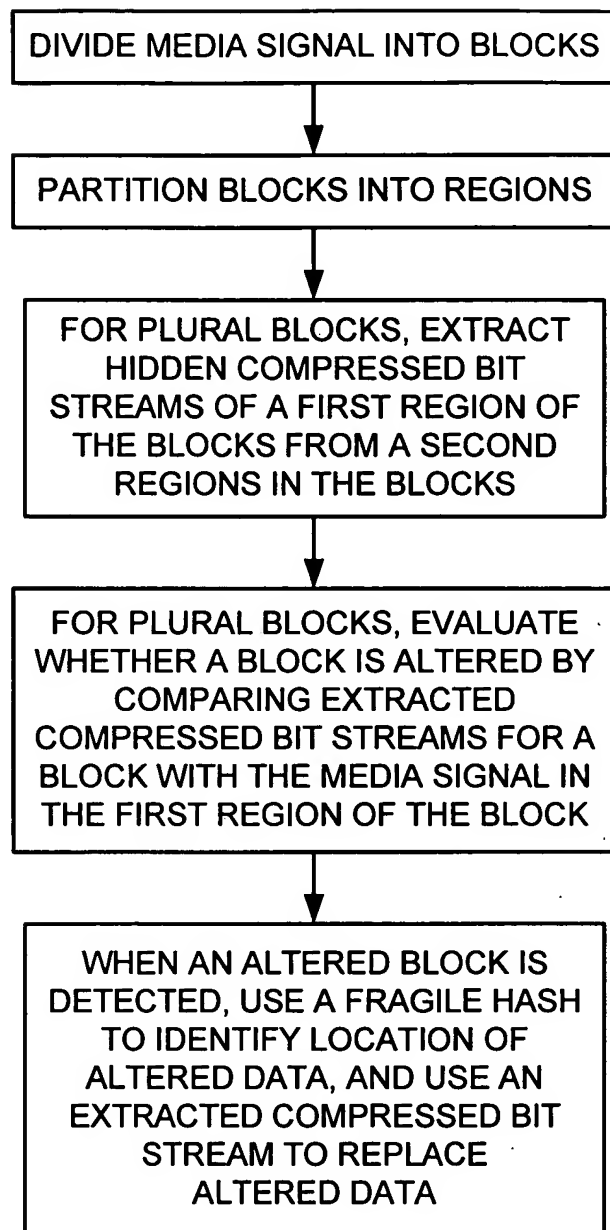 DIVIDE MEDIA SIGNAL INTO BLOCKS
PARTITION BLOCKS INTO REGIONS
FOR PLURAL BLOCKS, EXTRACT
HIDDEN COMPRESSED BIT
STREAMS OF A FIRST REGION OF
THE BLOCKS FROM A SECOND
REGIONS IN THE BLOCKS
FOR PLURAL BLOCKS, EVALUATE
WHETHER A BLOCK IS ALTERED BY
COMPARING EXTRACTED
COMPRESSED BIT STREAMS FOR A
BLOCK WITH THE MEDIA SIGNAL IN
THE FIRST REGION OF THE BLOCK
WHEN AN ALTERED BLOCK IS
DETECTED, USE A FRAGILE HASH
TO IDENTIFY LOCATION OF
ALTERED DATA, AND USE AN
EXTRACTED COMPRESSED BIT
STREAM TO REPLACE
ALTERED DATA